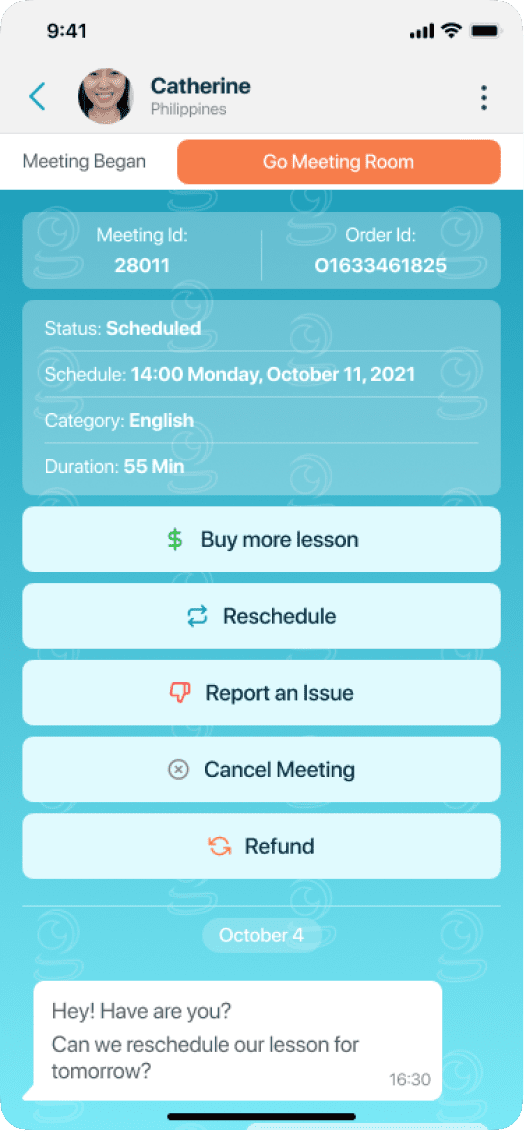 9:41
Catherine
Philippines
Meeting Began
Go Meeting Room
Meeting Id:
28011
Order Id:
O1633461825
Status: Scheduled
Schedule: 14:00 Monday, October 11, 2021
Category: English
Duration: 55 Min
Buy more lesson
Reschedule
Report an Issue
Cancel Meeting
Refund
October 4
Hey! Have are you?
Can we reschedule our lesson for
tomorrow?
16:30